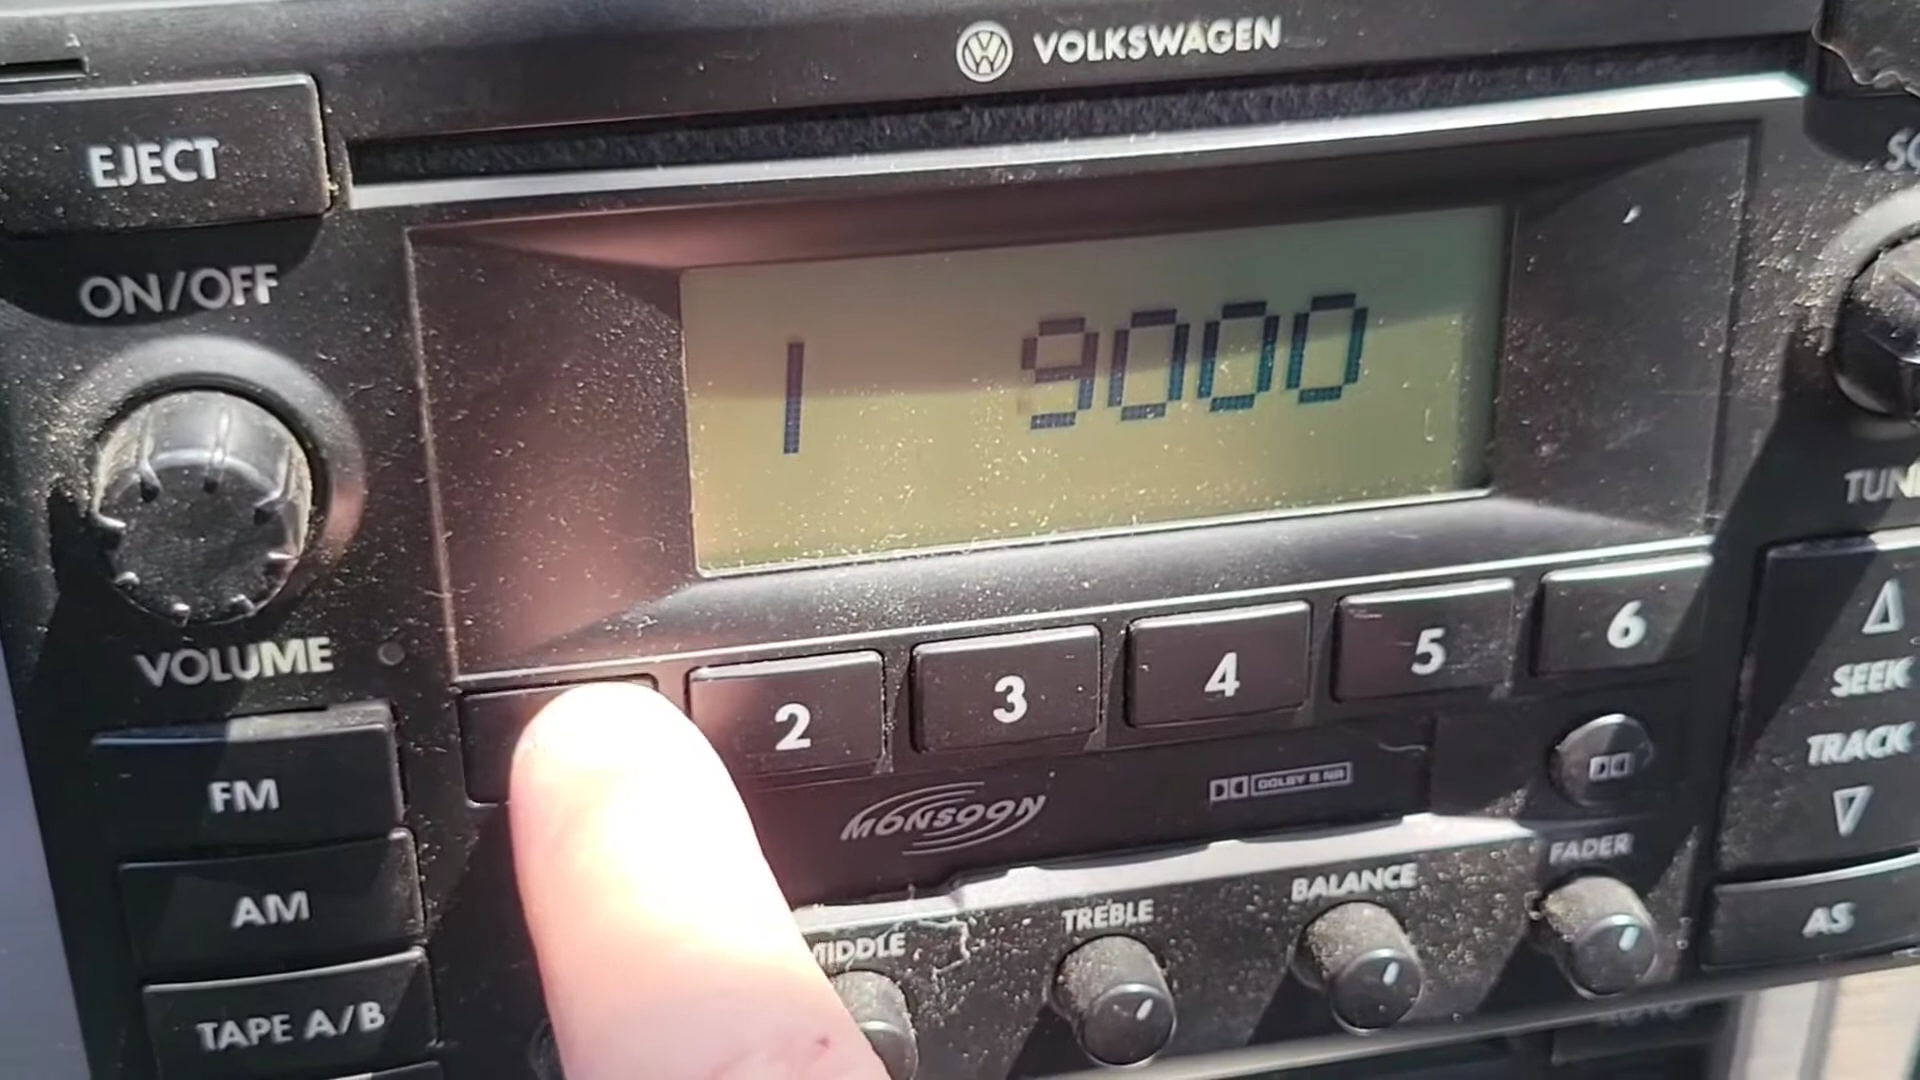 VOLKSWAGEN
EJECT
ON/OFF
1 9000
VOLUME
2 3 4 5 6
SEEK
TRACK
FM
MONSOON
DOLBY B NR
AM
MIDDLE TREBLE BALANCE FADER
AS
TAPE A/B